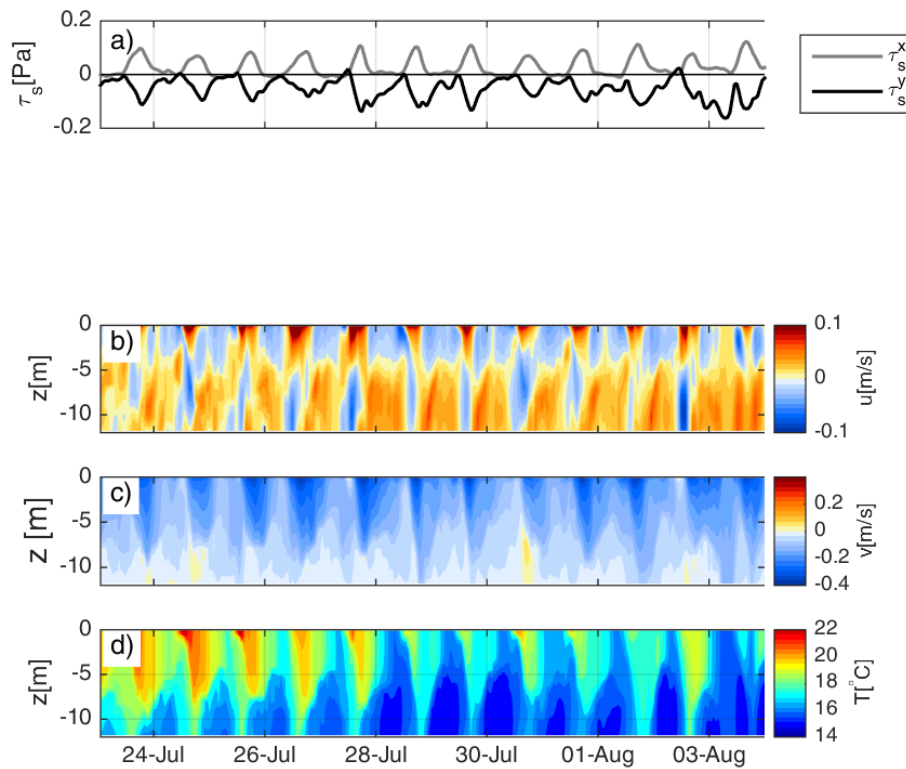 a)
τs[Pa]
0.2
0
-0.2
τsx
τsy
b)
z[m]
0
-5
-10
0.1
0
-0.1
u[m/s]
c)
z [m]
0
-5
-10
0.2
0
-0.2
-0.4
v[m/s]
d)
z[m]
0
-5
-10
22
20
18
16
14
T[°C]
24-Jul 26-Jul 28-Jul 30-Jul 01-Aug 03-Aug